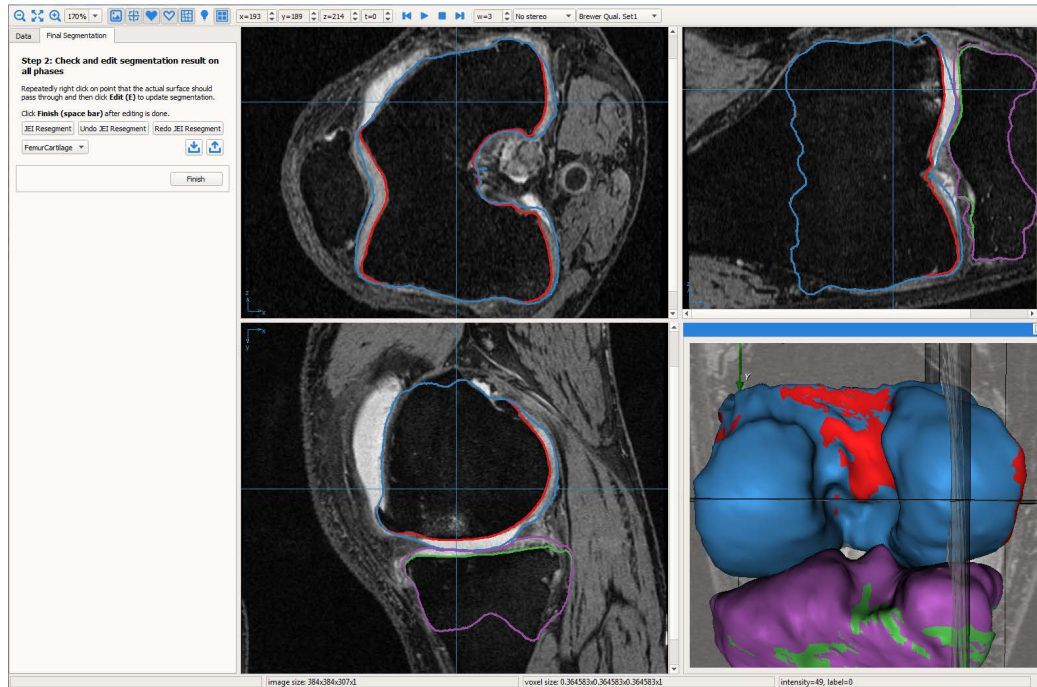 170%
x=193
y=189
z=214
t=0
w=3
No stereo
Brewer Qual. Set1
Data
Final Segmentation
Step 2: Check and edit segmentation result on
all phases
Repeatedly right click on point that the actual surface should
pass through and then click Edit (E) to update segmentation.
Click Finish (space bar) after editing is done.
JEI Resegment
Undo JEI Resegment
Redo JEI Resegment
FemurCartilage
Finish
z
x
x
y
Y
image size: 384x384x307x1
voxel size: 0.364583x0.364583x0.364583x1
intensity=49, label=0